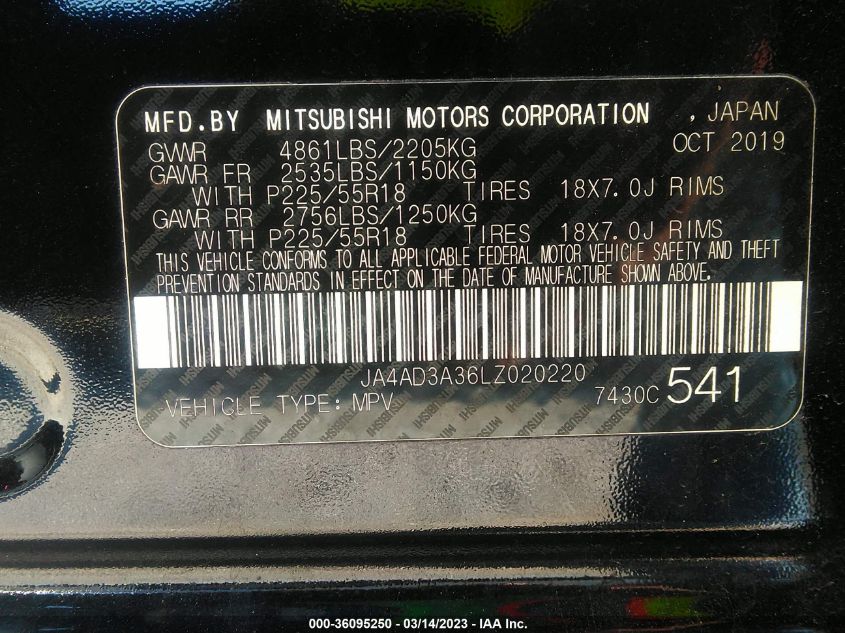 MFD.BY MITSUBISHI MOTORS CORPORATION , JAPAN
GVWR 4861LBS/2205KG OCT 2019
GAWR FR 2535LBS/1150KG
WITH P225/55R18 TIRES 18X7.0J RIMS
GAWR RR 2756LBS/1250KG
WITH P225/55R18 TIRES 18X7.0J RIMS
THIS VEHICLE CONFORMS TO ALL APPLICABLE FEDERAL MOTOR VEHICLE SAFETY AND THEFT
PREVENTION STANDARDS IN EFFECT ON THE DATE OF MANUFACTURE SHOWN ABOVE.
JA4AD3A36LZ020220
VEHICLE TYPE: MPV 7430C 541
000-36095250 - 03/14/2023 - IAA Inc.